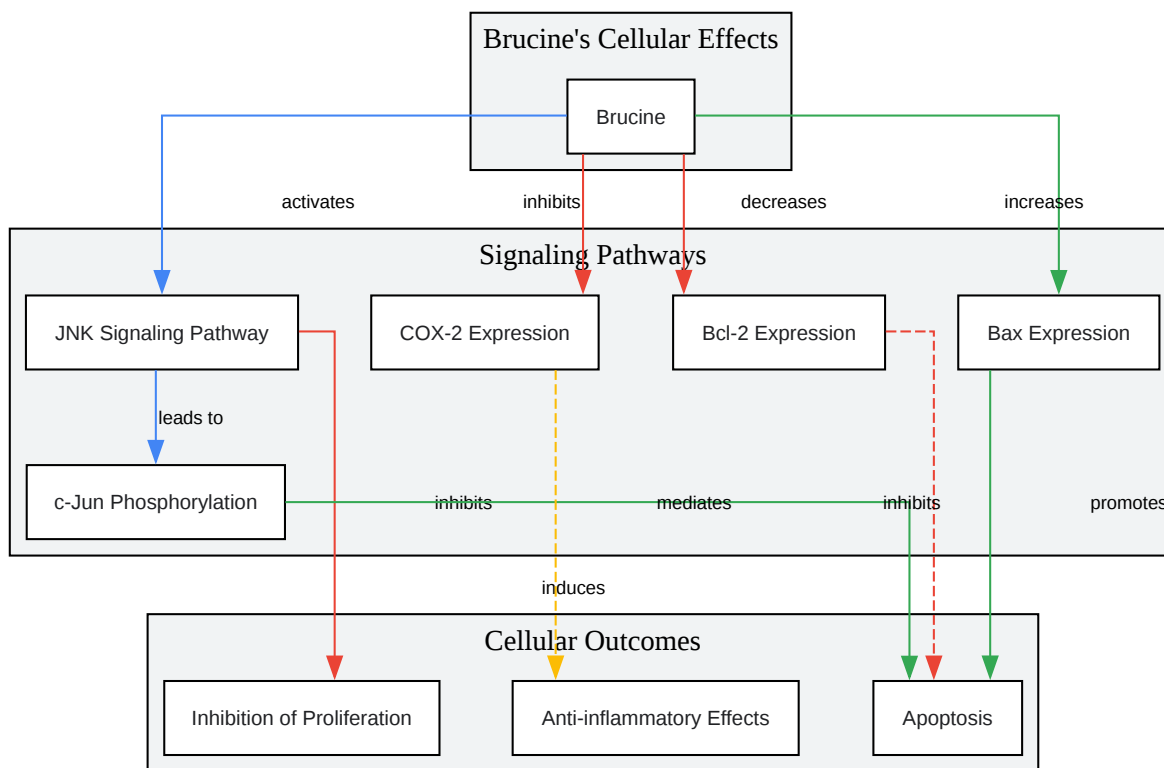 Brucine's Cellular Effects
Brucine
activates
inhibits
decreases
increases
Signaling Pathways
JNK Signaling Pathway
COX-2 Expression
Bcl-2 Expression
Bax Expression
leads to
c-Jun Phosphorylation
inhibits
mediates
inhibits
promotes
induces
Cellular Outcomes
Inhibition of Proliferation
Anti-inflammatory Effects
Apoptosis